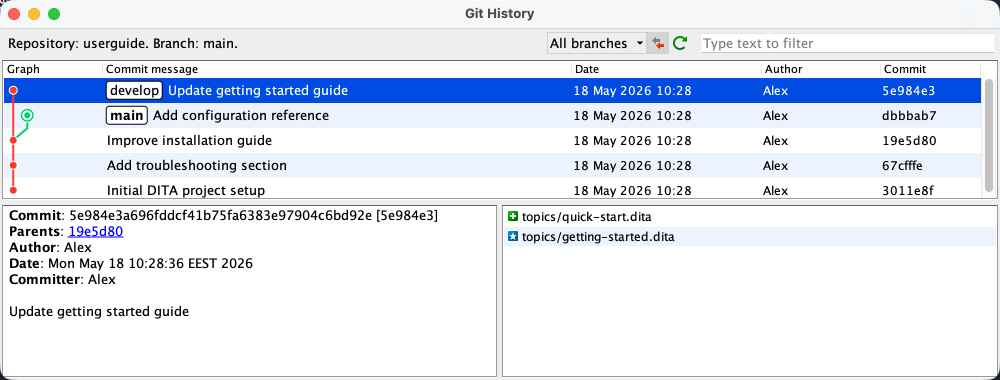 Git History
Repository: userguide. Branch: main.
All branches
Type text to filter
Graph Commit message Date Author Commit
develop Update getting started guide 18 May 2026 10:28 Alex 5e984e3
main Add configuration reference 18 May 2026 10:28 Alex dbbbab7
Improve installation guide 18 May 2026 10:28 Alex 19e5d80
Add troubleshooting section 18 May 2026 10:28 Alex 67cfffe
Initial DITA project setup 18 May 2026 10:28 Alex 3011e8f
Commit: 5e984e3a696fddcf41b75fa6383e97904c6bd92e [5e984e3]
Parents: 19e5d80
Author: Alex
Date: Mon May 18 10:28:36 EEST 2026
Committer: Alex
Update getting started guide
topics/quick-start.dita
topics/getting-started.dita